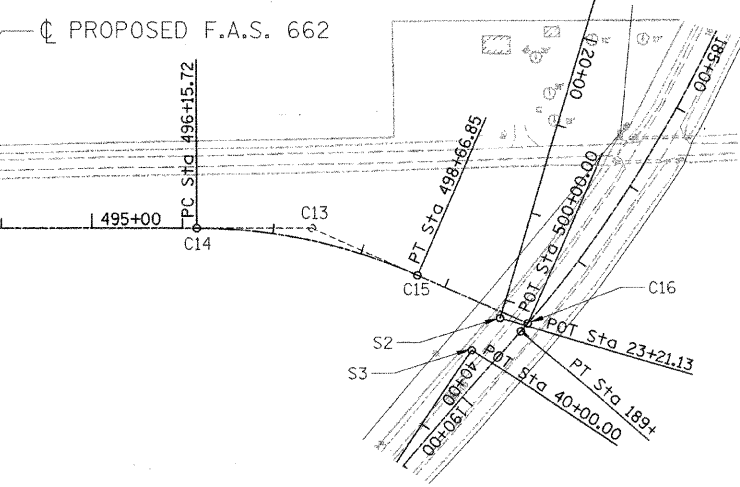 ℄ PROPOSED F.A.S. 662
PC Sta 496+15.72
495+00
C14
C13
PT Sta 498+66.85
C15
20+00
185+00
POT Sta 500+00.00
C16
S2
POT Sta 23+21.13
S3
PT Sta 189+
POT Sta 40+00.00
40+00
190+00